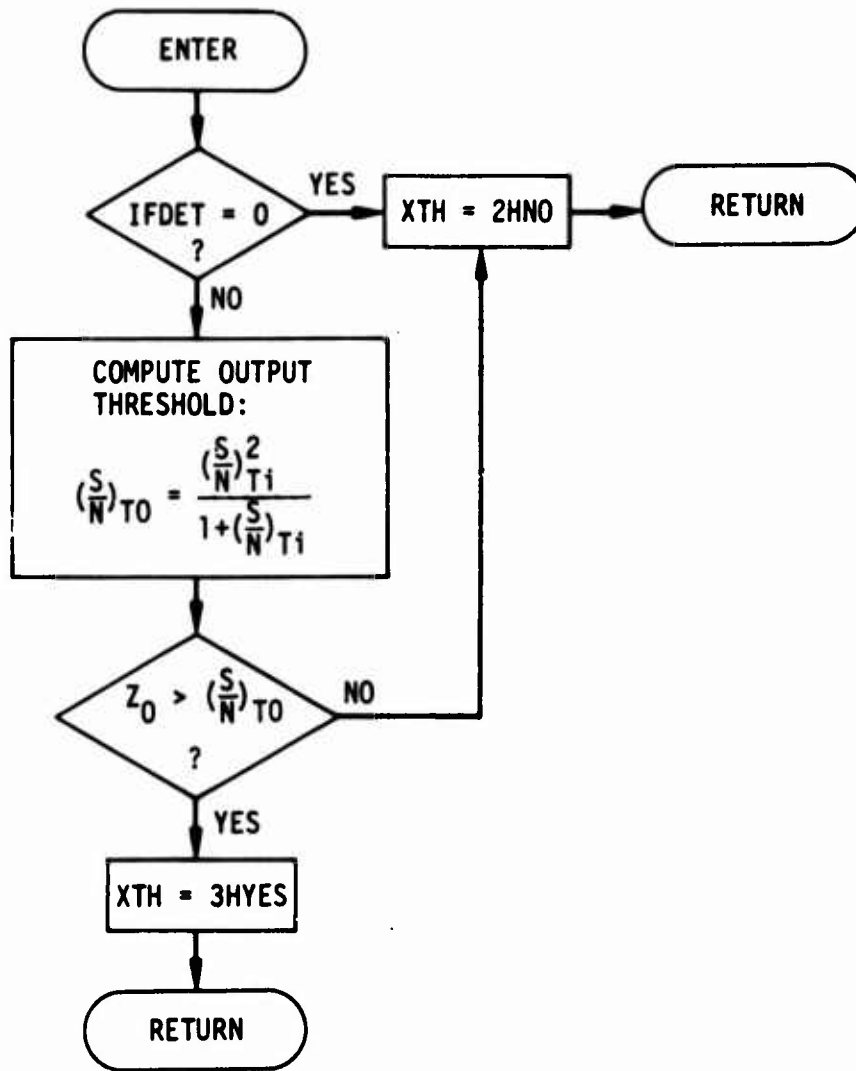 ENTER
IFDET = 0
?
YES
XTH = 2HNO
RETURN
NO
COMPUTE OUTPUT
THRESHOLD:
(S/N)TO = (S/N)²Ti / 1+(S/N)Ti
Z0 > (S/N)TO
?
NO
YES
XTH = 3HYES
RETURN